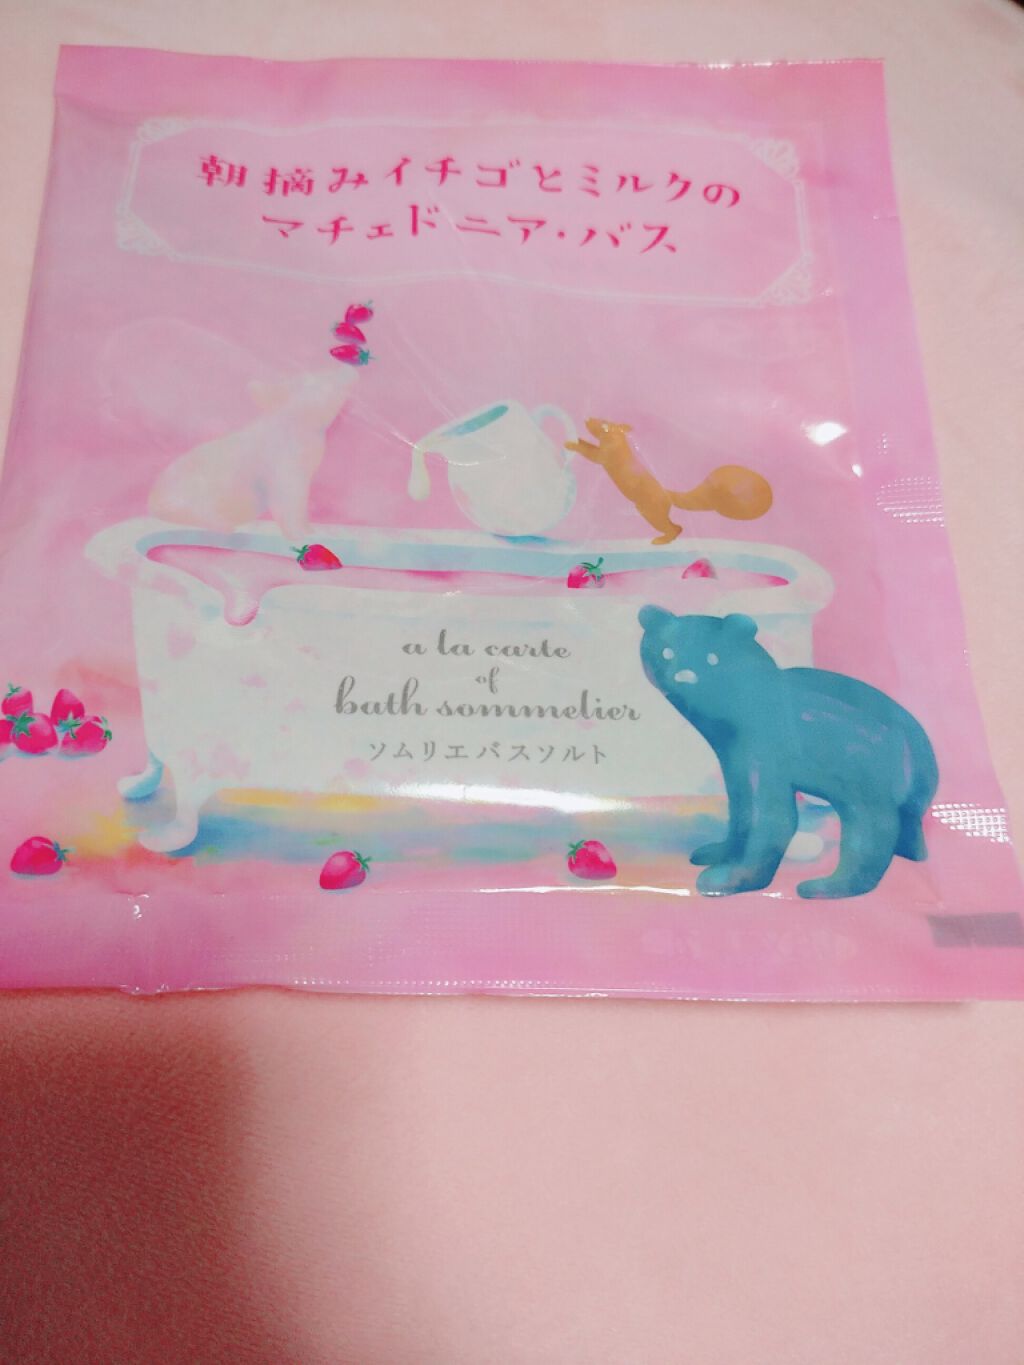 朝摘みイチゴとミルクの
マチェドニア・バス
a la carte
of
bath sommelier
ソムリエバスソルト